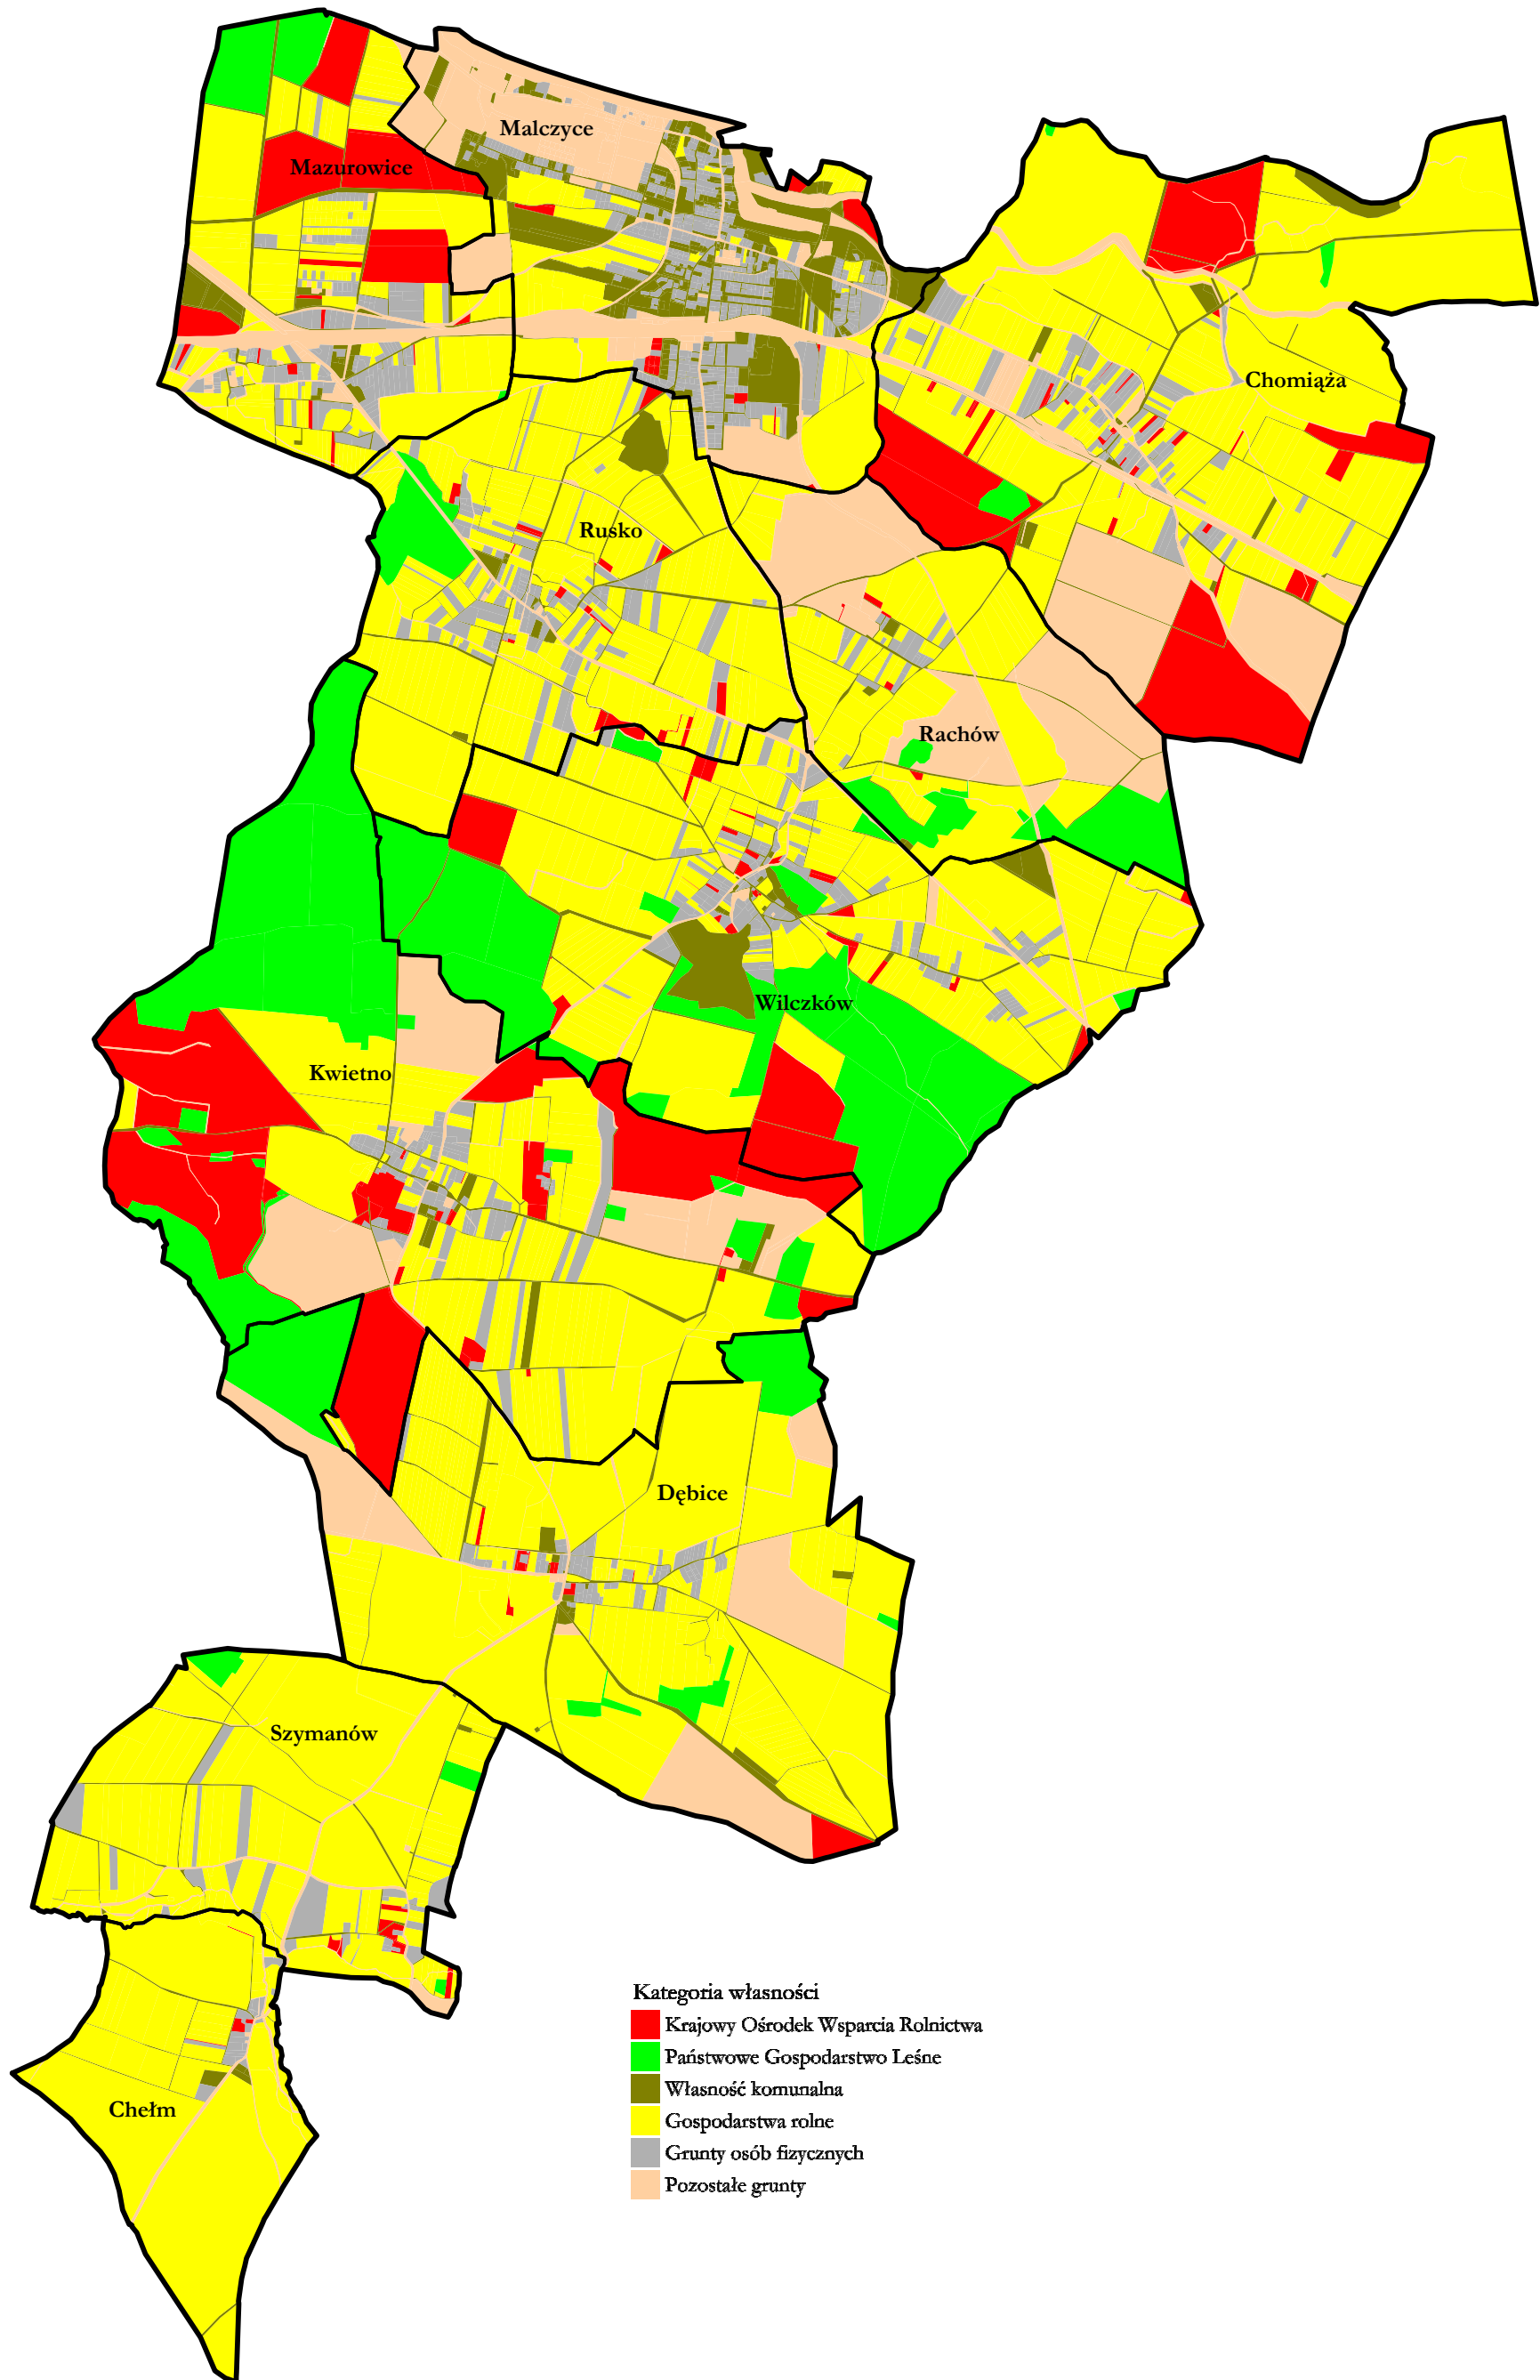 Malczyce
Mazurowice
Chomiąża
Rusko
Rachów
Wilczków
Kwietno
Dębice
Szymanów
Chełm
Kategoria własności
Krajowy Ośrodek Wsparcia Rolnictwa
Państwowe Gospodarstwo Leśne
Własność komunalna
Gospodarstwa rolne
Grunty osób fizycznych
Pozostałe grunty